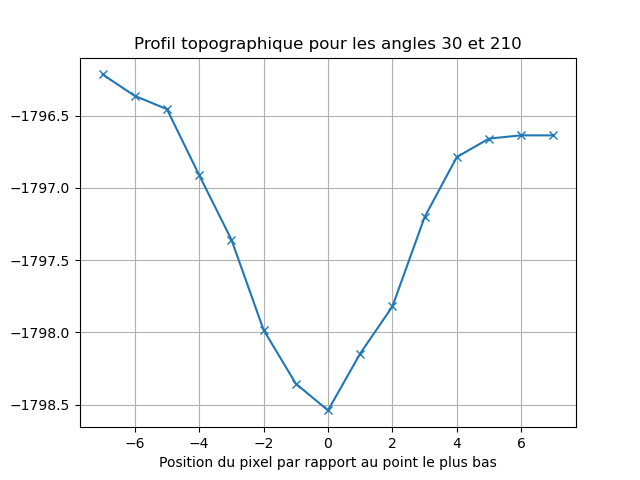 Profil topographique pour les angles 30 et 210
−1796.5
−1797.0
−1797.5
−1798.0
−1798.5
−6 −4 −2 0 2 4 6
Position du pixel par rapport au point le plus bas